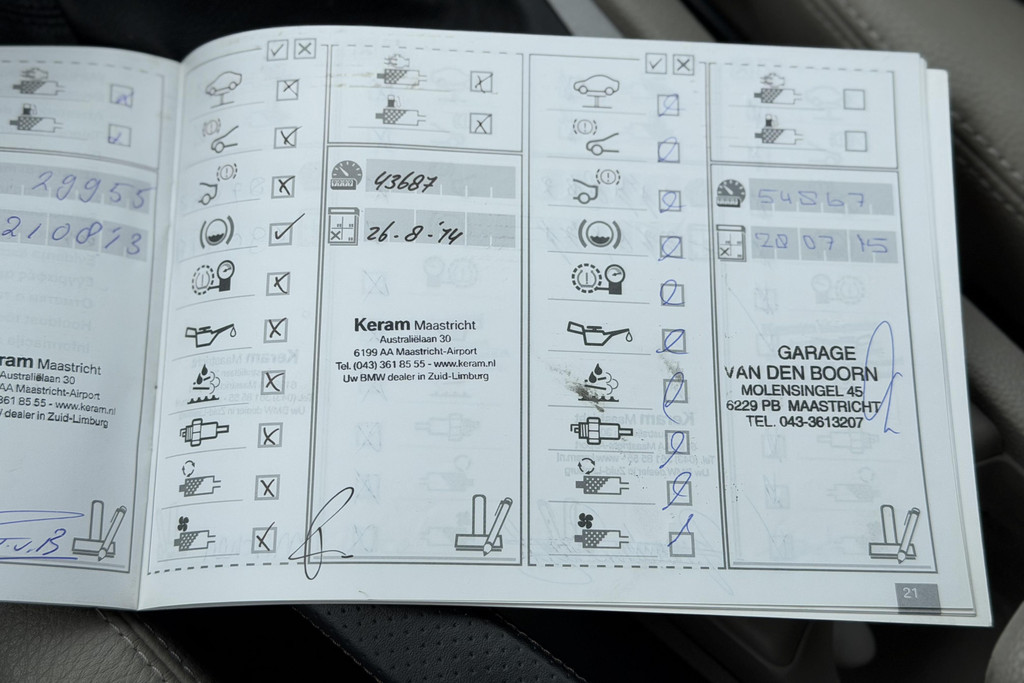 29955
210813
ram Maastricht
Australiëlaan 30
AA Maastricht-Airport
361 85 55 - www.keram.nl
dealer in Zuid-Limburg
T.v.B
43687
26-8-'14
Keram Maastricht
Australiëlaan 30
6199 AA Maastricht-Airport
Tel. (043) 361 85 55 - www.keram.nl
Uw BMW dealer in Zuid-Limburg
54867
20 07 15
GARAGE
VAN DEN BOORN
MOLENSINGEL 45
6229 PB MAASTRICHT
TEL. 043-3613207
21